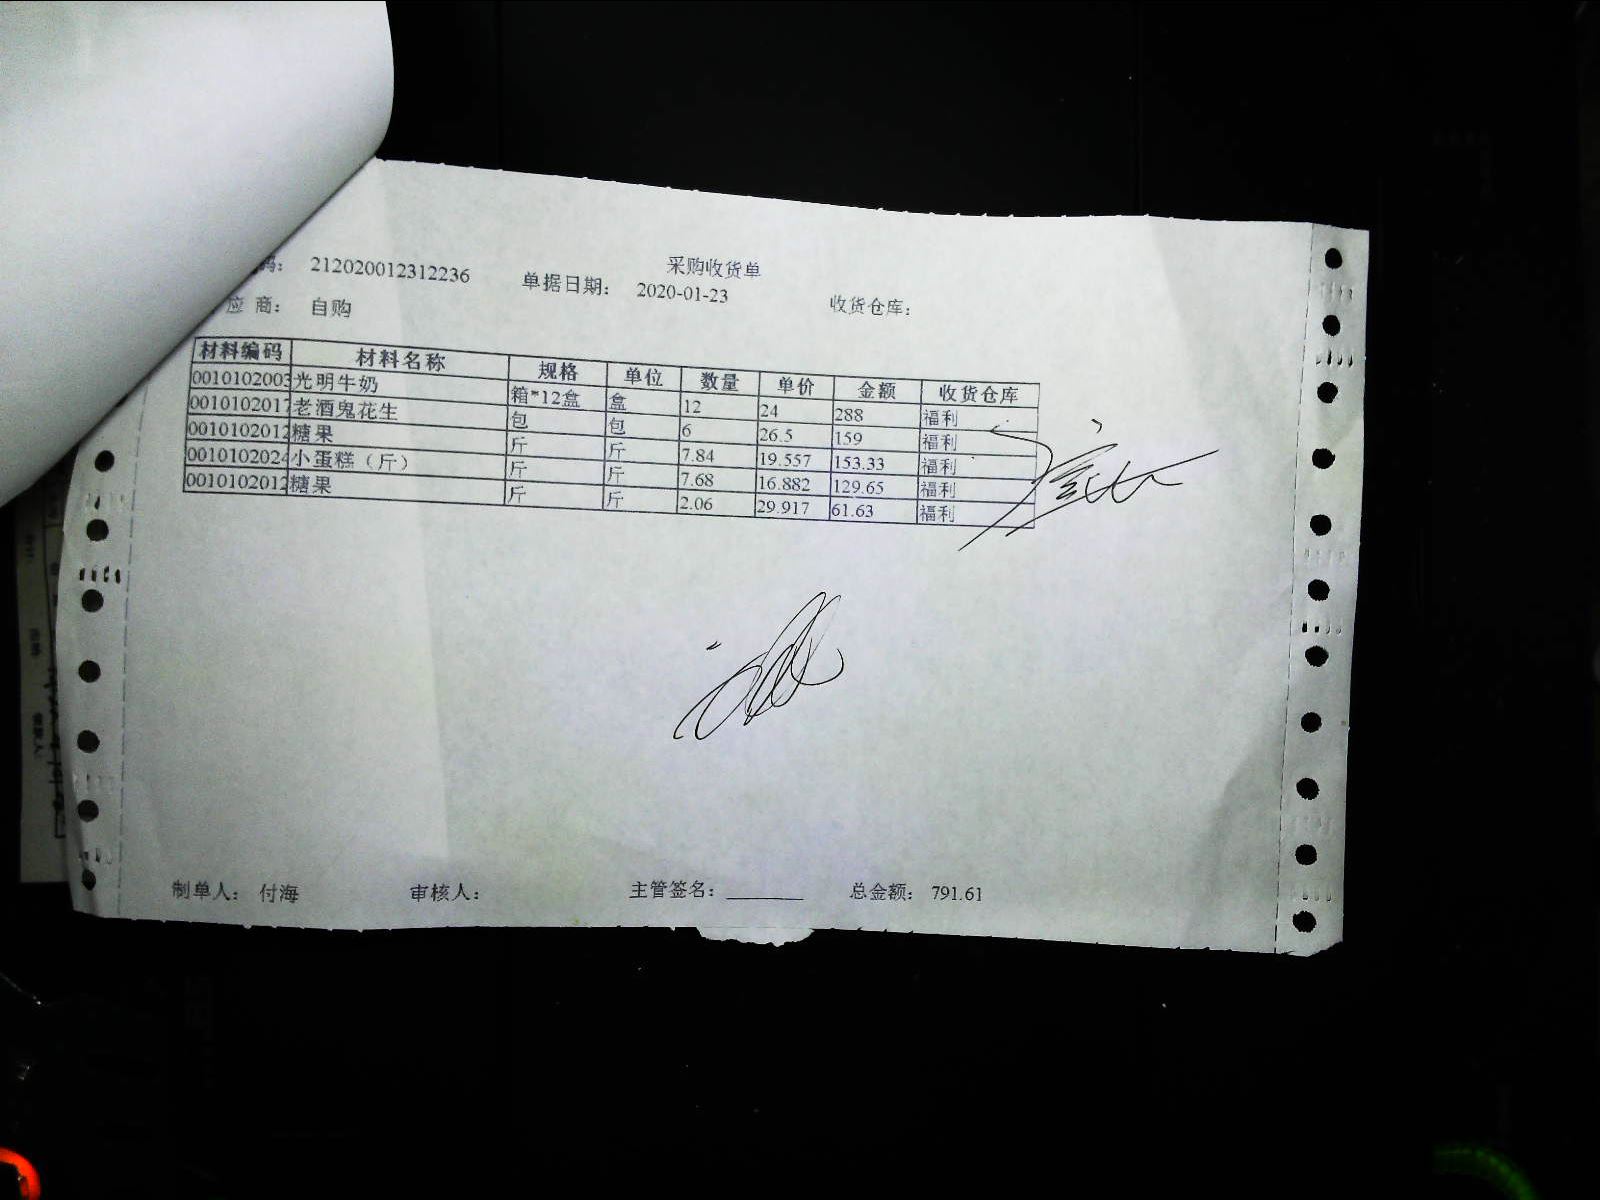 采购收货单
码： 212020012312236 单据日期： 2020-01-23 收货仓库：
应 商： 自购
材料编码 材料名称 规格 单位 数量 单价 金额 收货仓库
0010102003 光明牛奶 箱*12盒 盒 12 24 288 福利
0010102017 老酒鬼花生 包 包 6 26.5 159 福利
0010102012 糖果 斤 斤 7.84 19.557 153.33 福利
0010102024 小蛋糕（斤） 斤 斤 7.68 16.882 129.65 福利
0010102012 糖果 斤 斤 2.06 29.917 61.63 福利
制单人： 付海 审核人： 主管签名： 总金额： 791.61